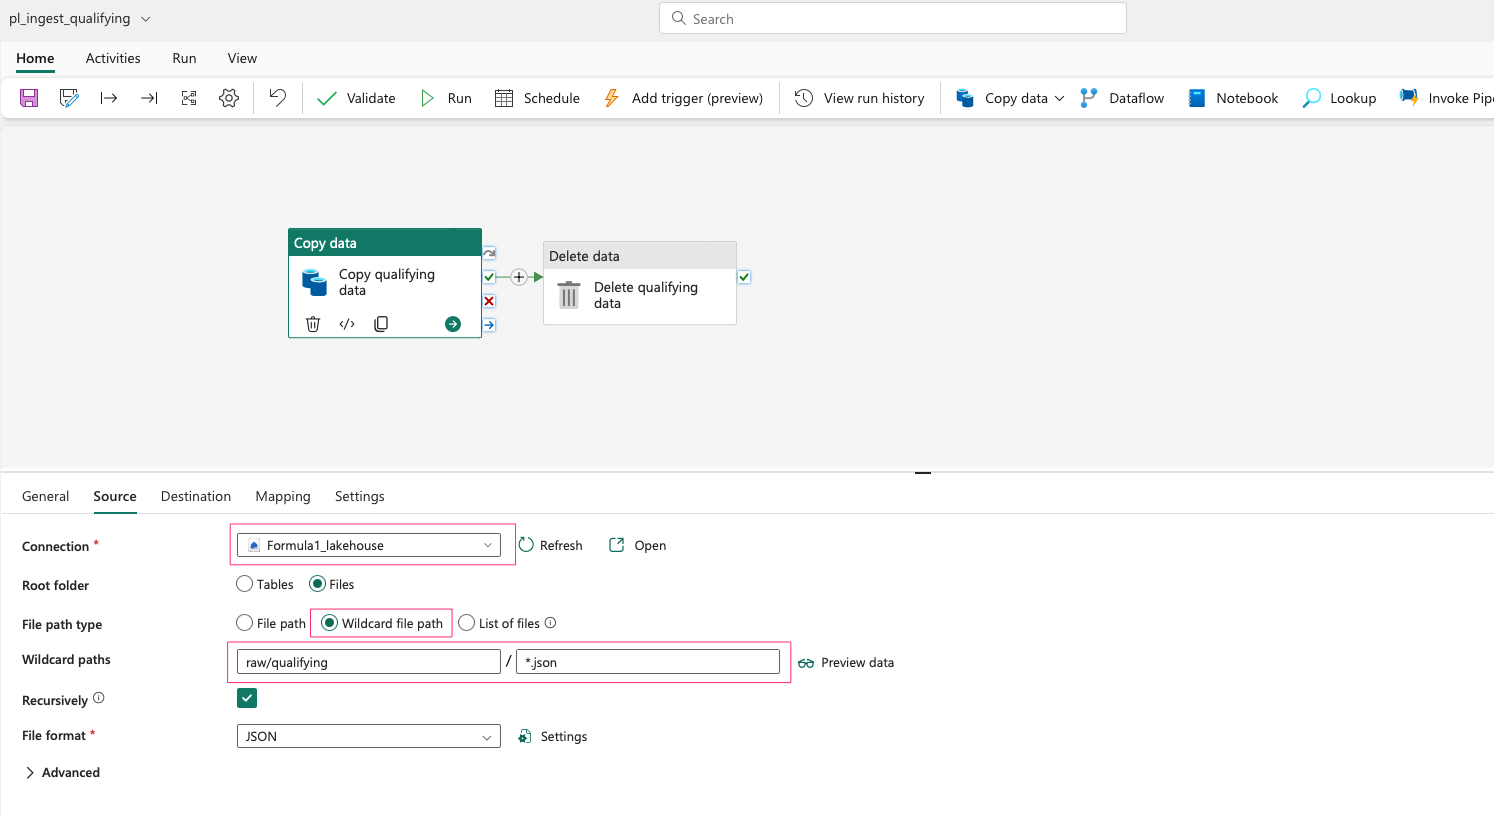 pl_ingest_qualifying
Search
Home Activities Run View
Validate Run Schedule Add trigger (preview) View run history Copy data Dataflow Notebook Lookup Invoke Pip
Copy data
Copy qualifying
data
Delete data
Delete qualifying
data
General Source Destination Mapping Settings
Connection * Formula1_lakehouse Refresh Open
Root folder Tables Files
File path type File path Wildcard file path List of files
Wildcard paths raw/qualifying / *.json Preview data
Recursively
File format * JSON Settings
Advanced